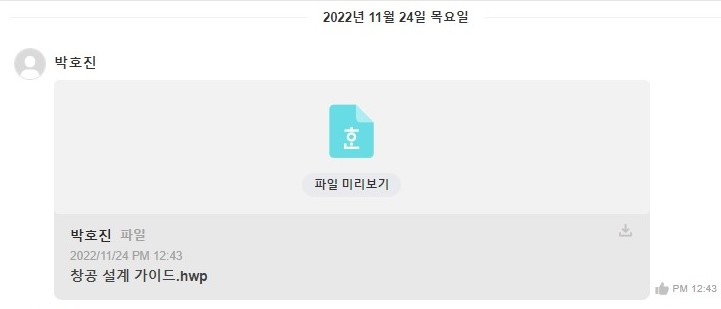 2022년 11월 24일 목요일
박호진
호
파일 미리보기
박호진 파일
2022/11/24 PM 12:43
창공 설계 가이드.hwp
PM 12:43